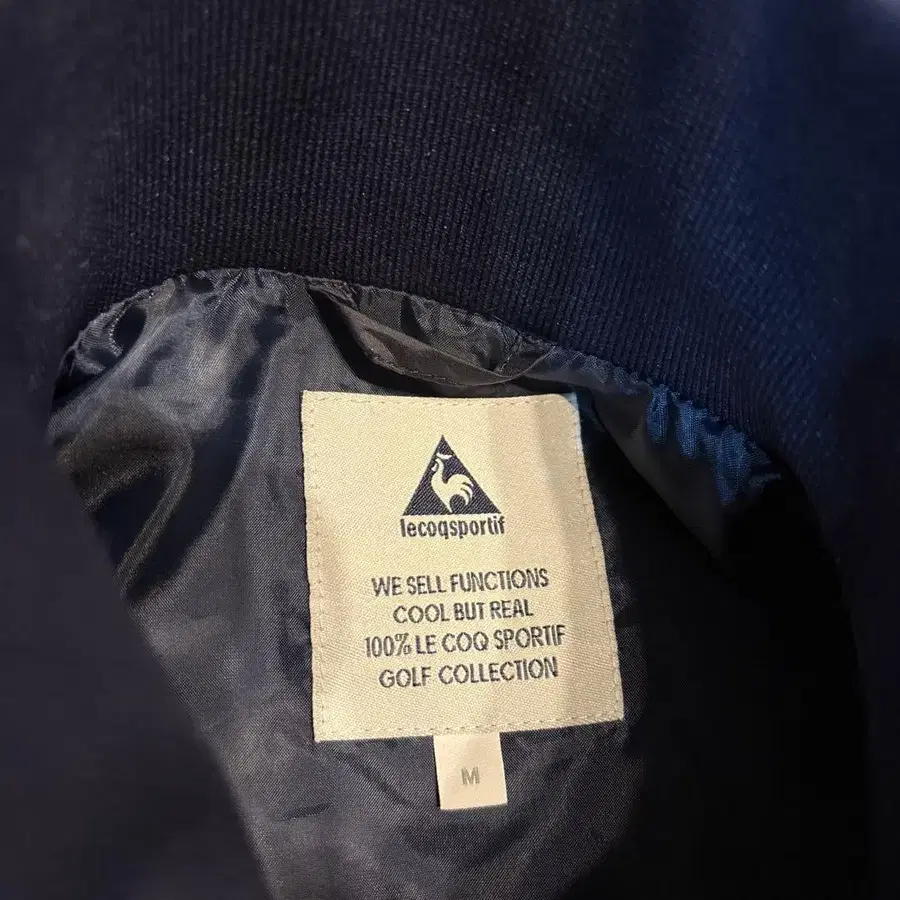 lecoqsportif
WE SELL FUNCTIONS
COOL BUT REAL
100% LE COQ SPORTIF
GOLF COLLECTION
M